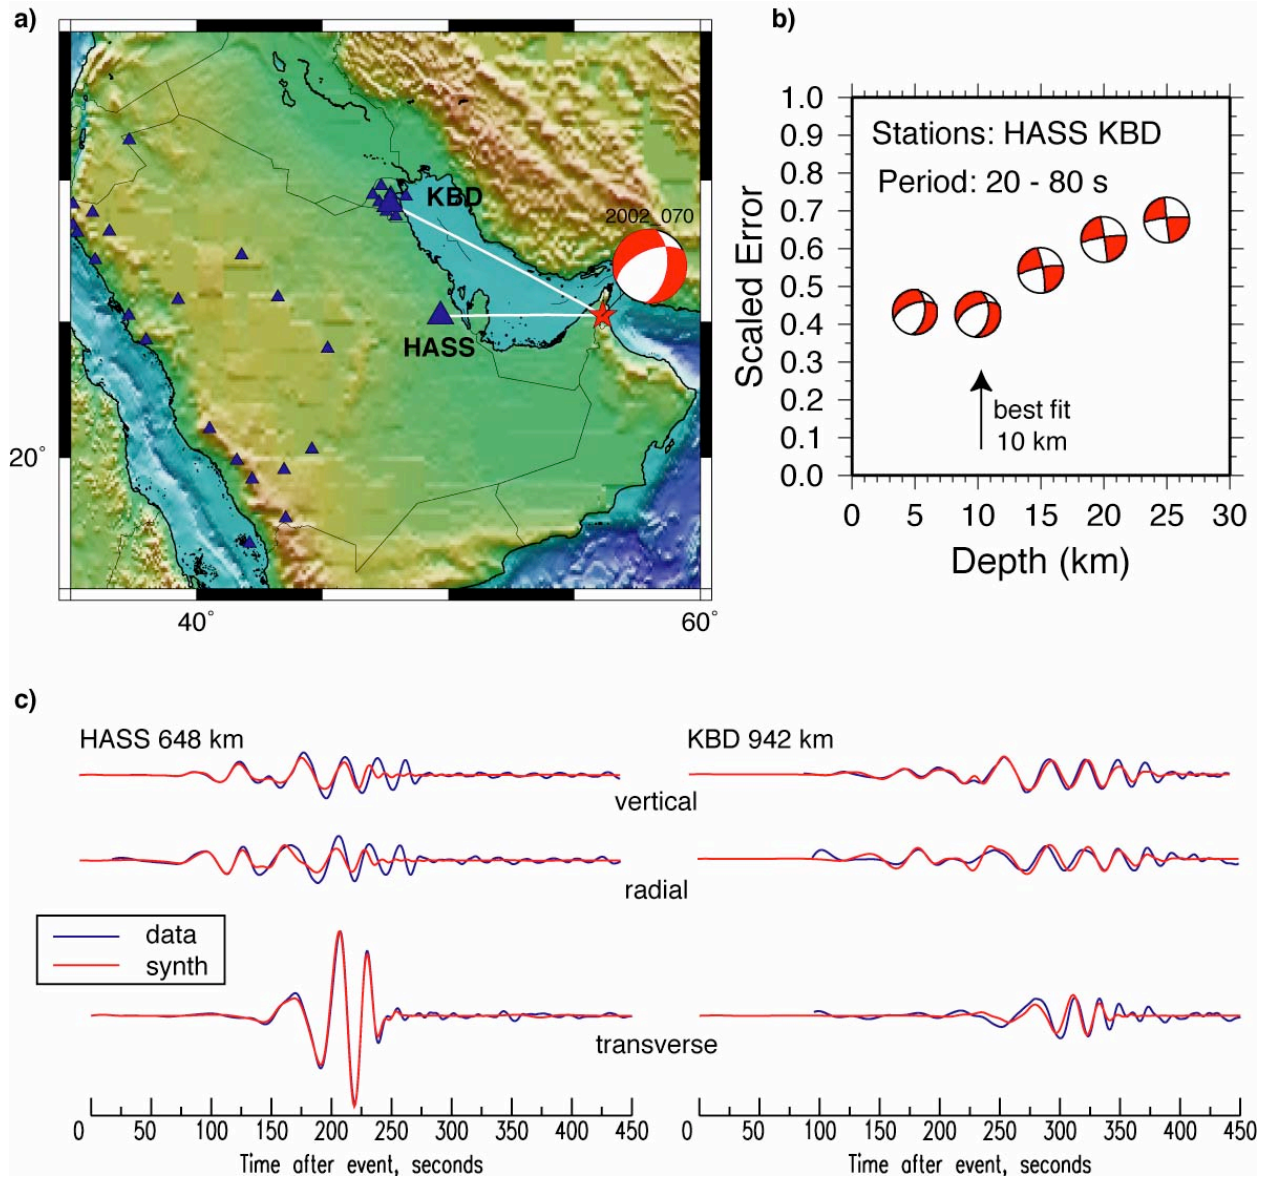 a)
KBD
2002 070
HASS
20°
40°
60°
b)
1.0
0.9
0.8
0.7
0.6
0.5
0.4
0.3
0.2
0.1
0.0
Scaled Error
Stations: HASS KBD
Period: 20 - 80 s
best fit
10 km
0 5 10 15 20 25 30
Depth (km)
c)
HASS 648 km
KBD 942 km
vertical
radial
data
synth
transverse
0 50 100 150 200 250 300 350 400 450
Time after event, seconds
0 50 100 150 200 250 300 350 400 450
Time after event, seconds